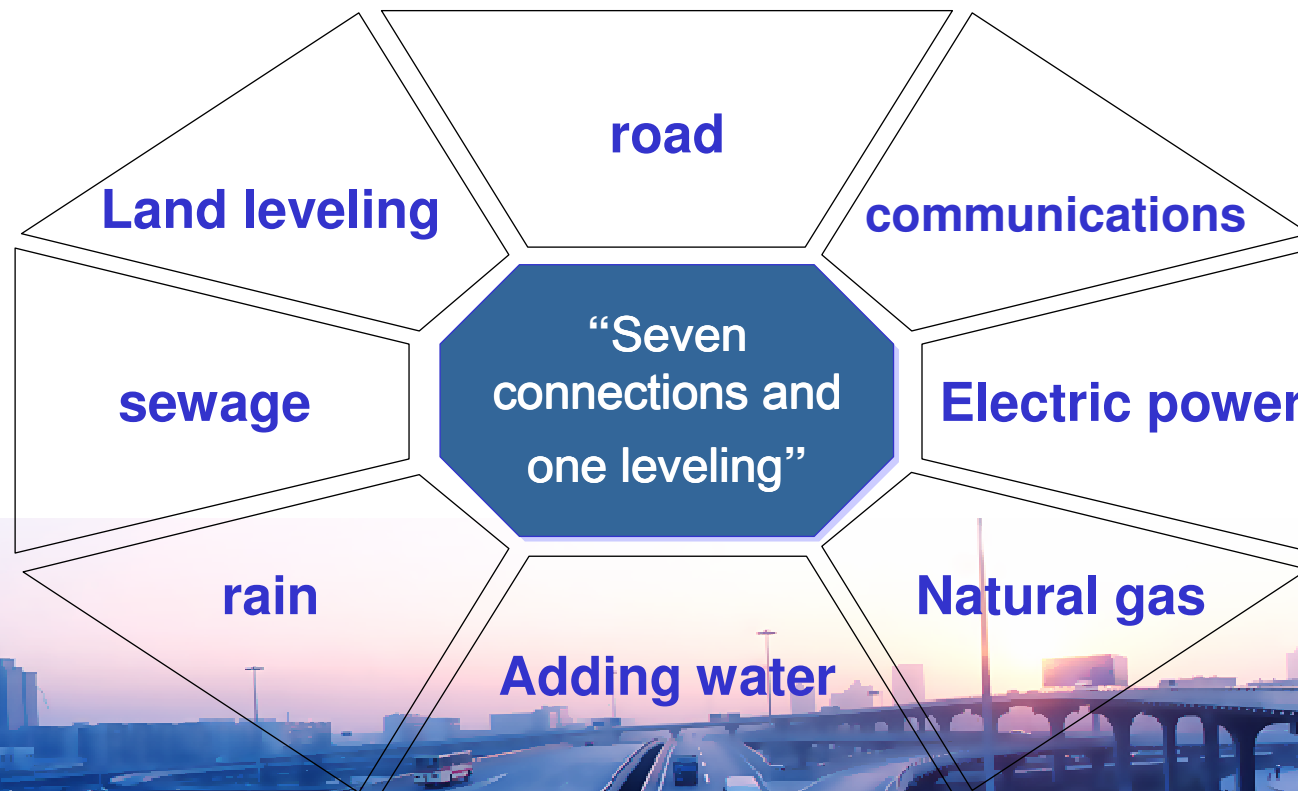 road
Land leveling
communications
“Seven
connections and
one leveling”
sewage
Electric power
rain
Natural gas
Adding water